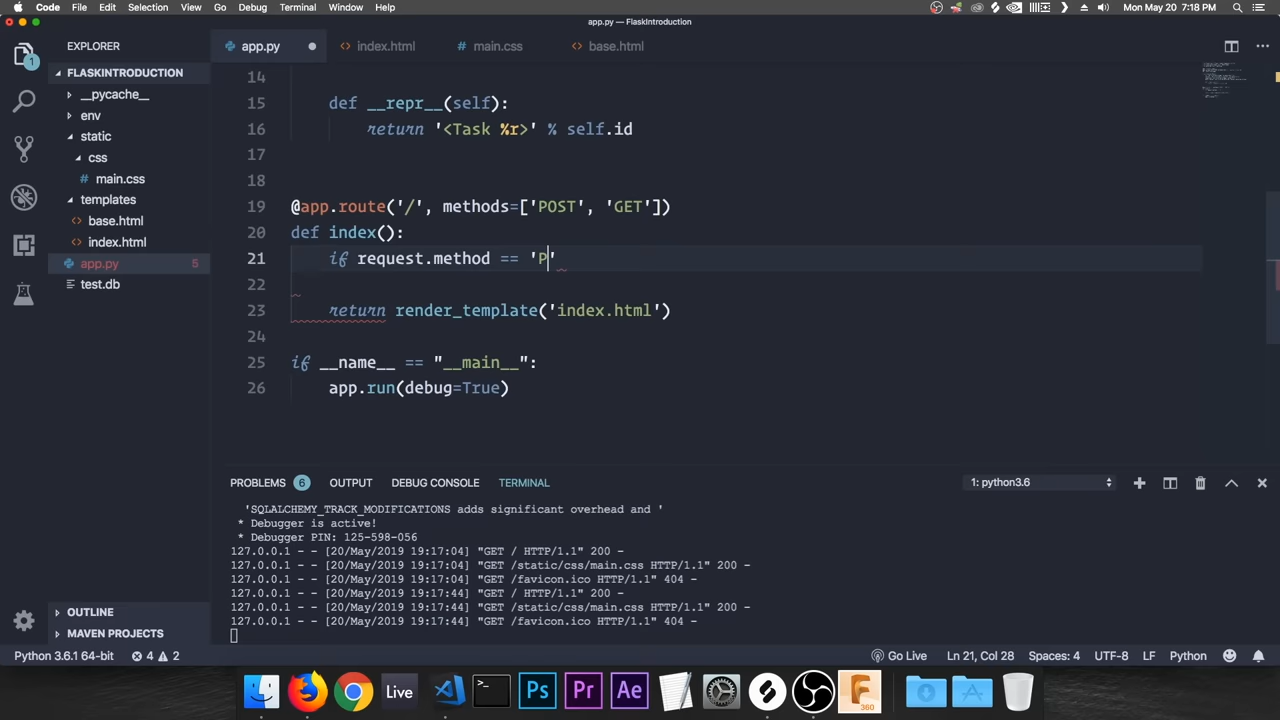 Code File Edit Selection View Go Debug Terminal Window Help
Mon May 20 7:18 PM
app.py — FlaskIntroduction
EXPLORER
app.py
index.html
main.css
base.html
FLASKINTRODUCTION
__pycache__
env
static
css
main.css
templates
base.html
index.html
app.py 5
test.db
14
15 def __repr__(self):
16 return '<Task %r>' % self.id
17
18
19 @app.route('/', methods=['POST', 'GET'])
20 def index():
21 if request.method == 'P'
22
23 return render_template('index.html')
24
25 if __name__ == "__main__":
26 app.run(debug=True)
1
PROBLEMS 6 OUTPUT DEBUG CONSOLE TERMINAL
1: python3.6
'SQLALCHEMY_TRACK_MODIFICATIONS adds significant overhead and '
* Debugger is active!
* Debugger PIN: 125-598-056
127.0.0.1 - - [20/May/2019 19:17:04] "GET / HTTP/1.1" 200 -
127.0.0.1 - - [20/May/2019 19:17:04] "GET /static/css/main.css HTTP/1.1" 200 -
127.0.0.1 - - [20/May/2019 19:17:04] "GET /favicon.ico HTTP/1.1" 404 -
127.0.0.1 - - [20/May/2019 19:17:44] "GET / HTTP/1.1" 200 -
127.0.0.1 - - [20/May/2019 19:17:44] "GET /static/css/main.css HTTP/1.1" 200 -
127.0.0.1 - - [20/May/2019 19:17:44] "GET /favicon.ico HTTP/1.1" 404 -
OUTLINE
MAVEN PROJECTS
Python 3.6.1 64-bit 4 2
Go Live Ln 21, Col 28 Spaces: 4 UTF-8 LF Python
Live
Ps
Pr
Ae
F
360